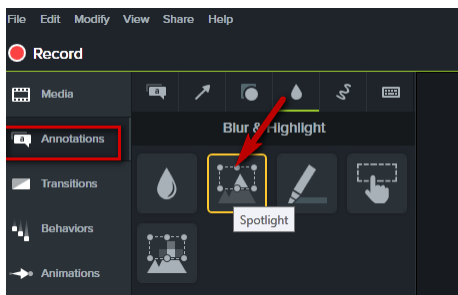 File Edit Modify View Share Help
Record
Media
a
a
Annotations
Blur & Highlight
Transitions
Spotlight
Behaviors
Animations